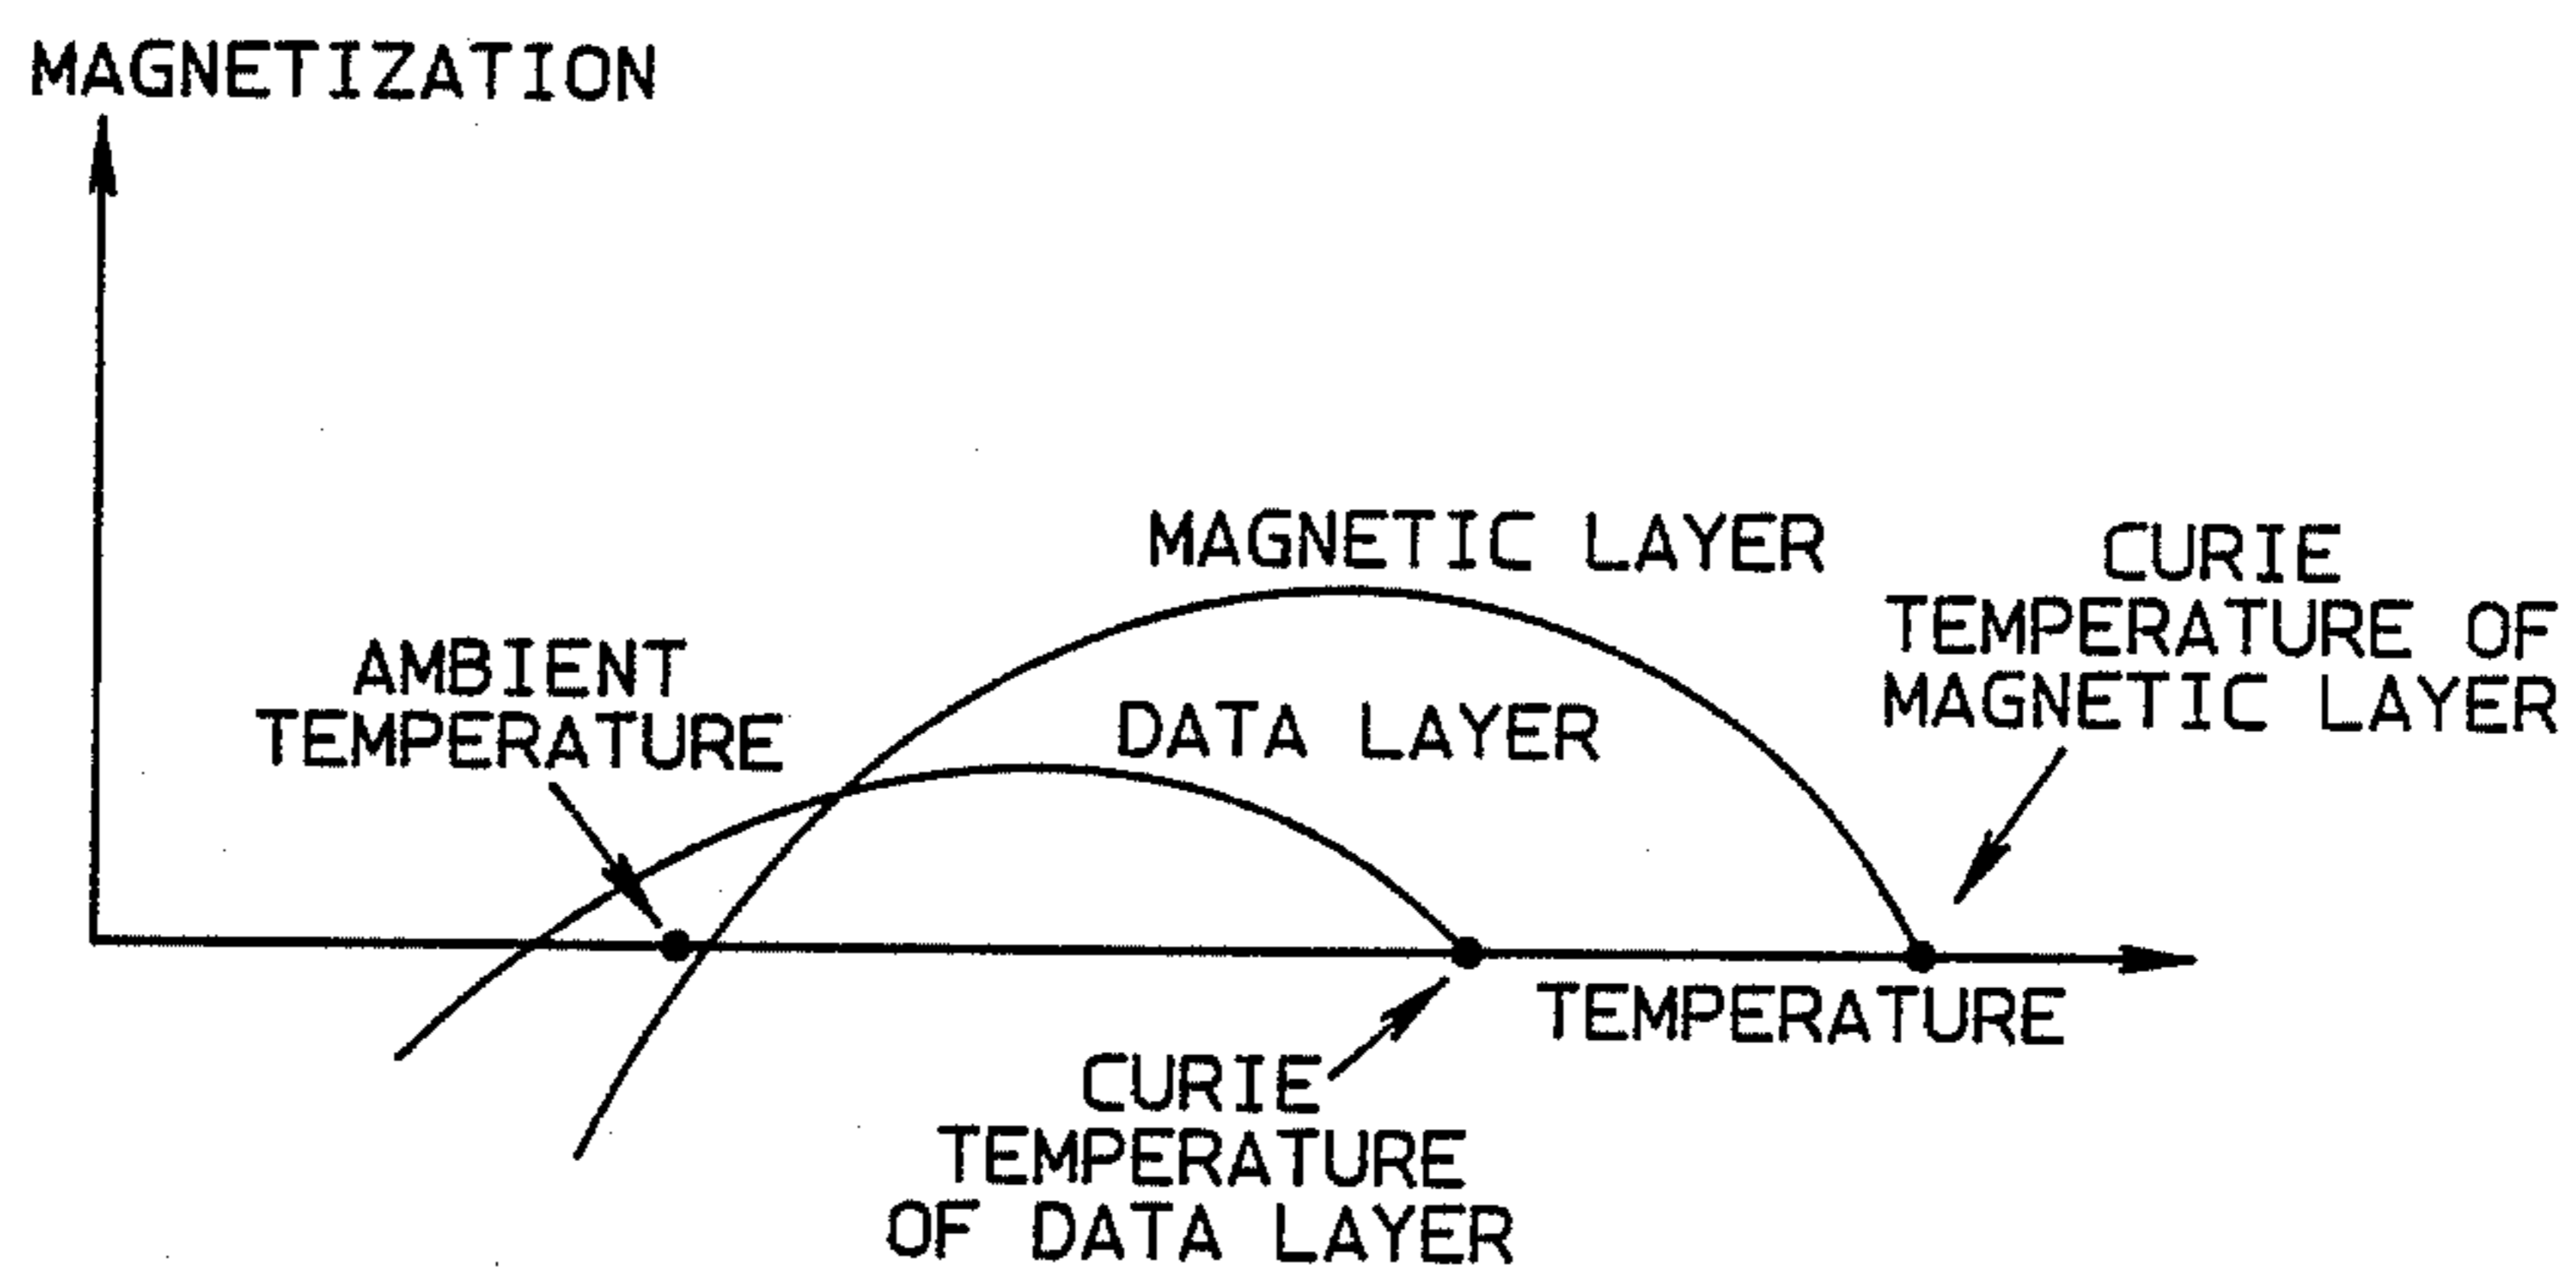 MAGNETIZATION
MAGNETIC LAYER
CURIE
TEMPERATURE OF
MAGNETIC LAYER
AMBIENT
TEMPERATURE
DATA LAYER
TEMPERATURE
CURIE
TEMPERATURE
OF DATA LAYER